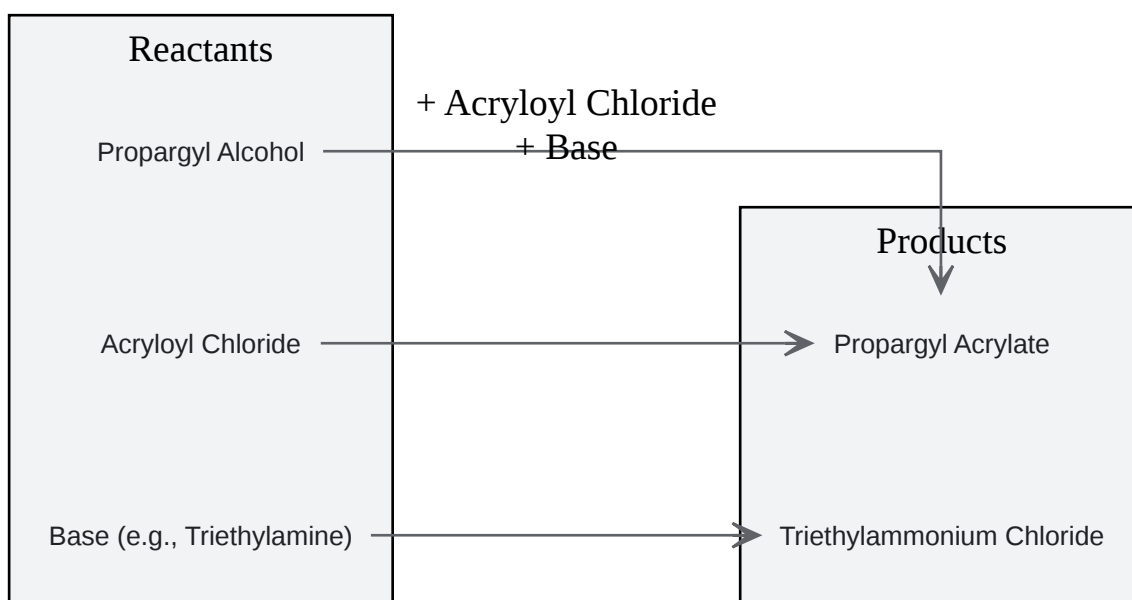 Reactants
+ Acryloyl Chloride
+ Base
Propargyl Alcohol
Products
Acryloyl Chloride
Propargyl Acrylate
Base (e.g., Triethylamine)
Triethylammonium Chloride